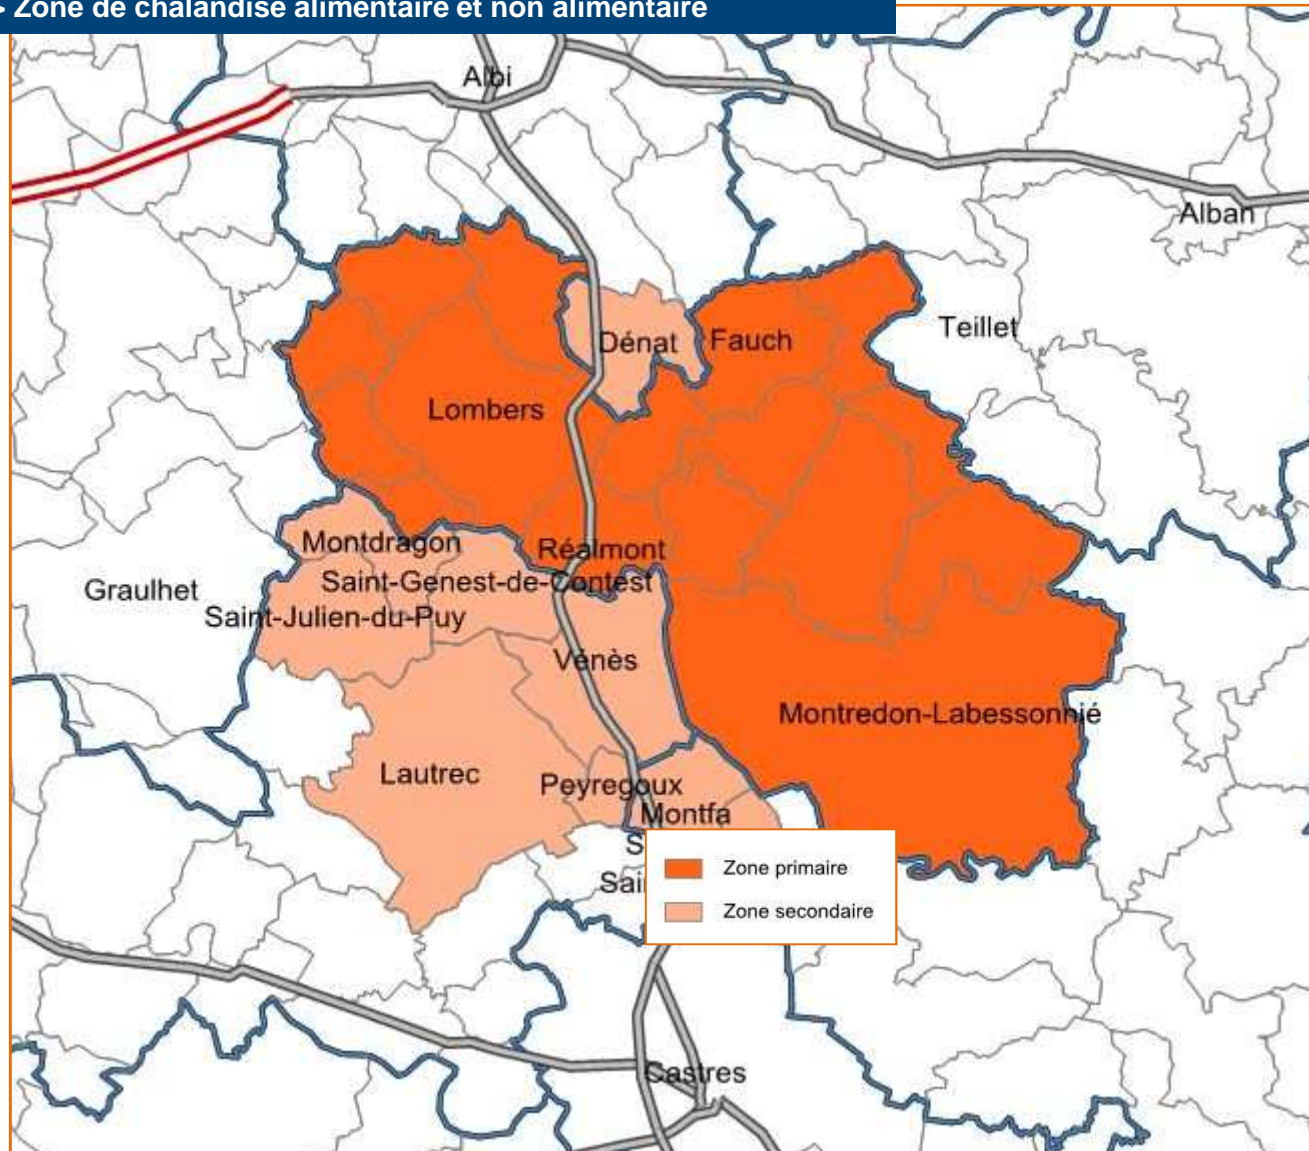 > Zone de chalandise alimentaire et non alimentaire
Albi
Alban
Teillet
Dénat
Fauch
Lombers
Montdragon
Réalmont
Saint-Genest-de-Contest
Graulhet
Saint-Julien-du-Puy
Vénès
Montredon-Labessonnié
Lautrec
Peyregoux
Montfa
Zone primaire
Zone secondaire
Castres